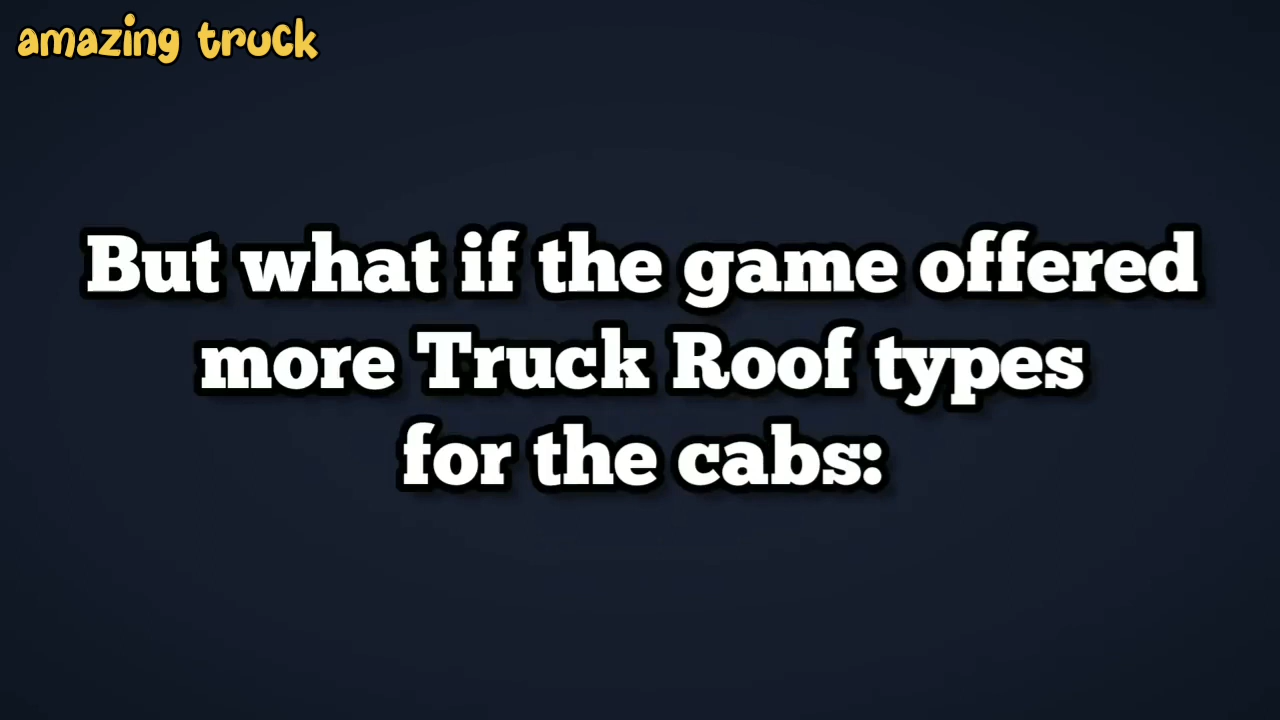 amazing truck
But what if the game offered
more Truck Roof types
for the cabs: